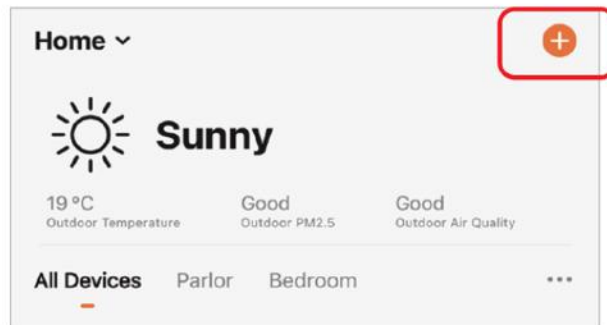 Home
Sunny
19 °C Good Good
Outdoor Temperature Outdoor PM2.5 Outdoor Air Quality
All Devices Parlor Bedroom